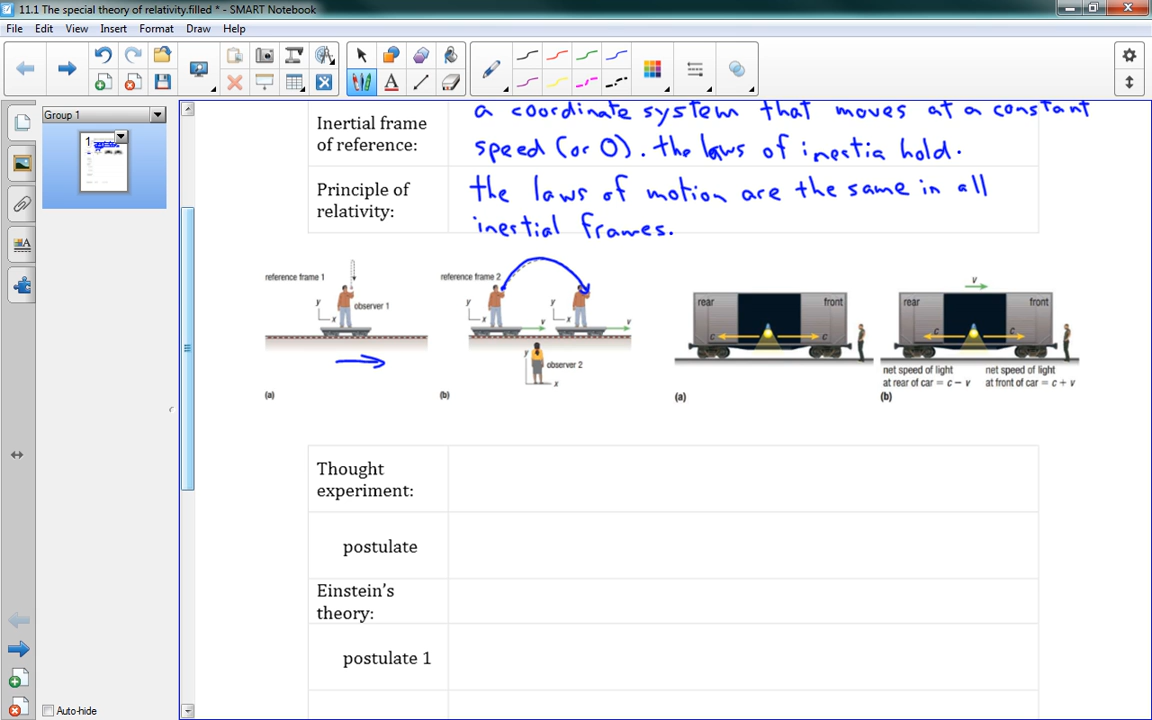 11.1 The special theory of relativity.filled * - SMART Notebook
File Edit View Insert Format Draw Help
Group 1
1
Inertial frame
of reference:
a coordinate system that moves at a constant
speed (or 0). the laws of inertia hold.
Principle of
relativity:
the laws of motion are the same in all
inertial frames.
reference frame 1
observer 1
y
x
(a)
reference frame 2
y
x
y
x
v
v
observer 2
y
x
(b)
rear
front
c
c
(a)
v
rear
front
c
c
net speed of light
at rear of car = c − v
net speed of light
at front of car = c + v
(b)
Thought
experiment:
postulate
Einstein's
theory:
postulate 1
Auto-hide